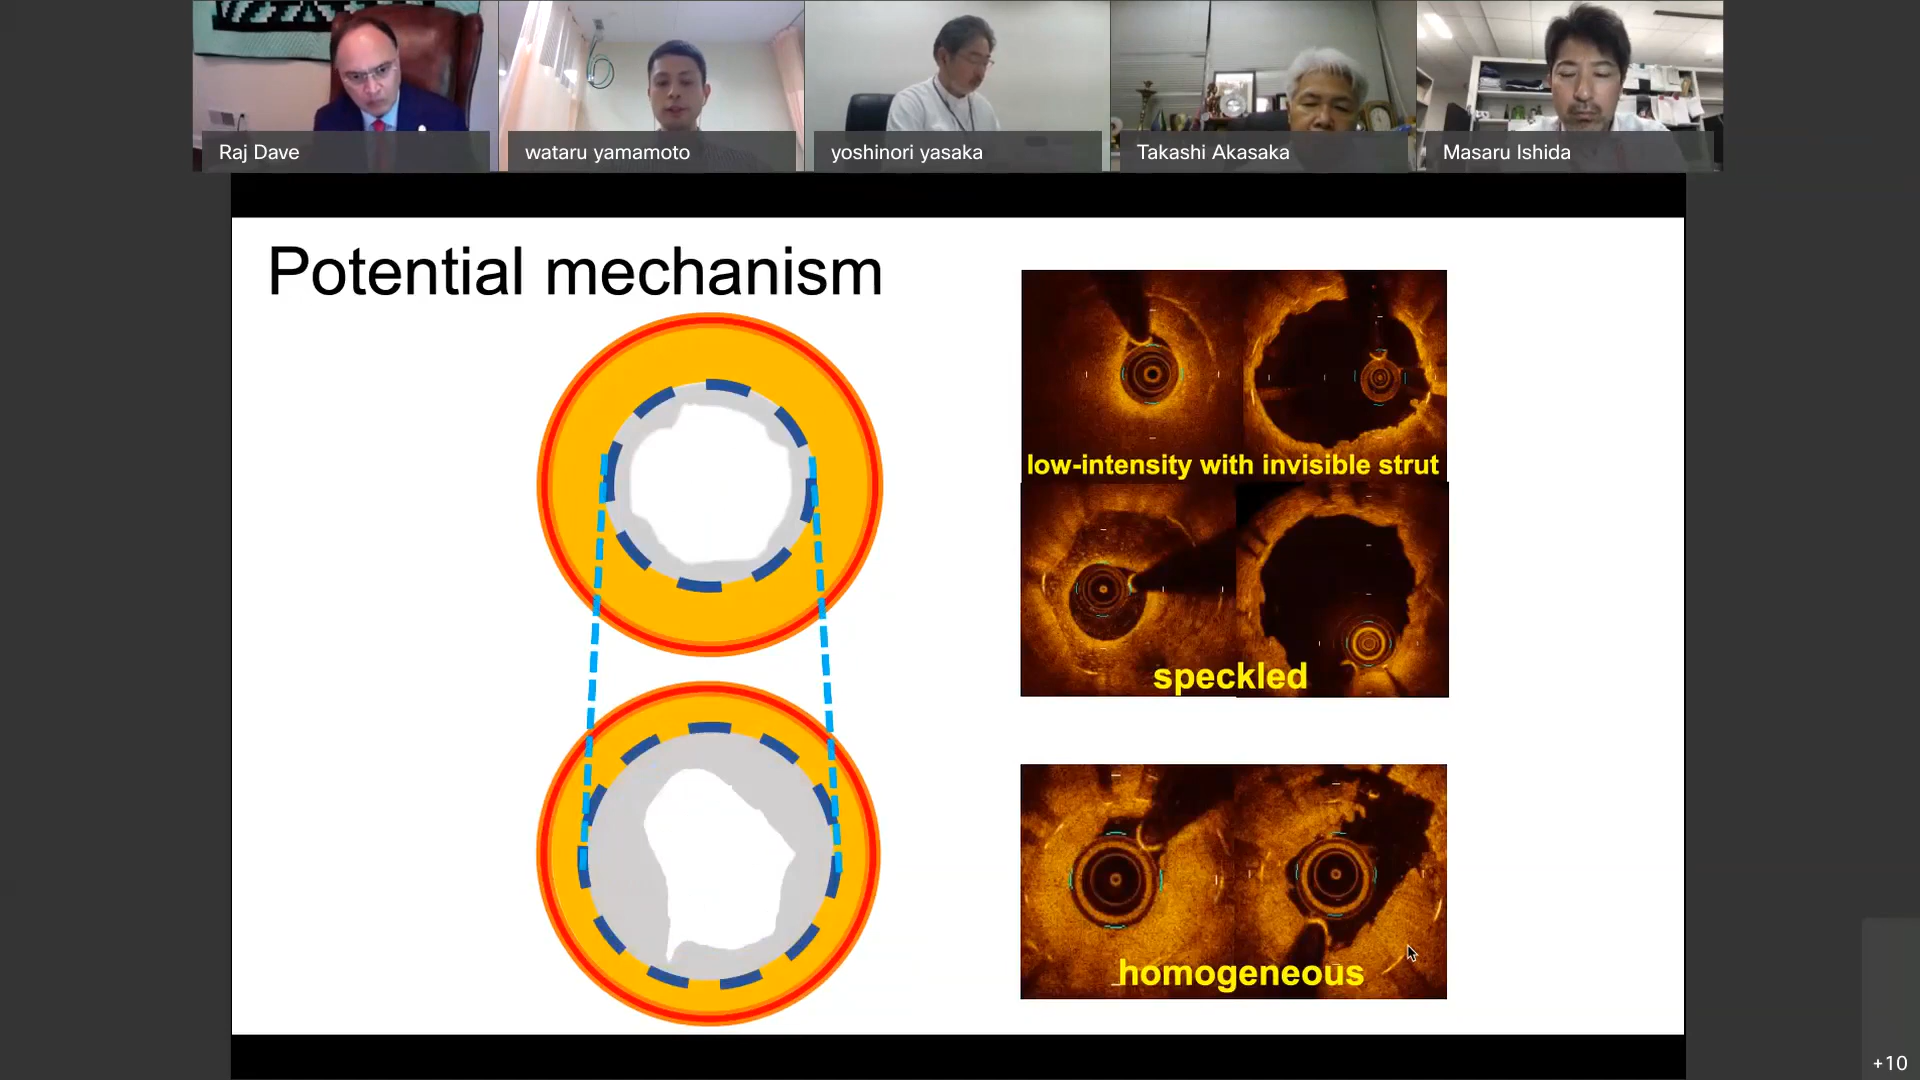 Raj Dave
wataru yamamoto
yoshinori yasaka
Takashi Akasaka
Masaru Ishida
Potential mechanism
low-intensity with invisible strut
speckled
homogeneous
+10